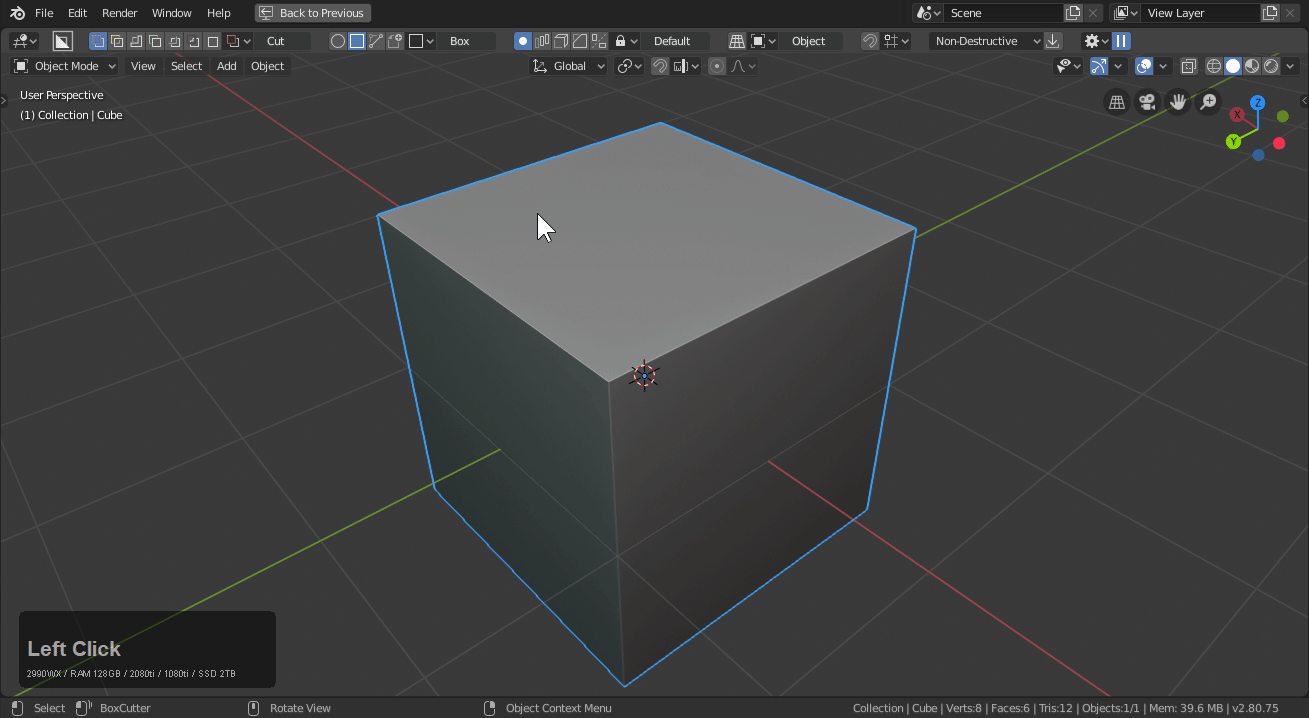 File Edit Render Window Help Back to Previous Scene View Layer
Cut Box Default Object Non-Destructive
Object Mode View Select Add Object Global
User Perspective
(1) Collection | Cube
Z
X
Y
Left Click
2990WX / RAM 128GB / 2080ti / 1080ti / SSD 2TB
Select BoxCutter Rotate View Object Context Menu Collection | Cube | Verts:8 | Faces:6 | Tris:12 | Objects:1/1 | Mem: 39.6 MB | v2.80.75